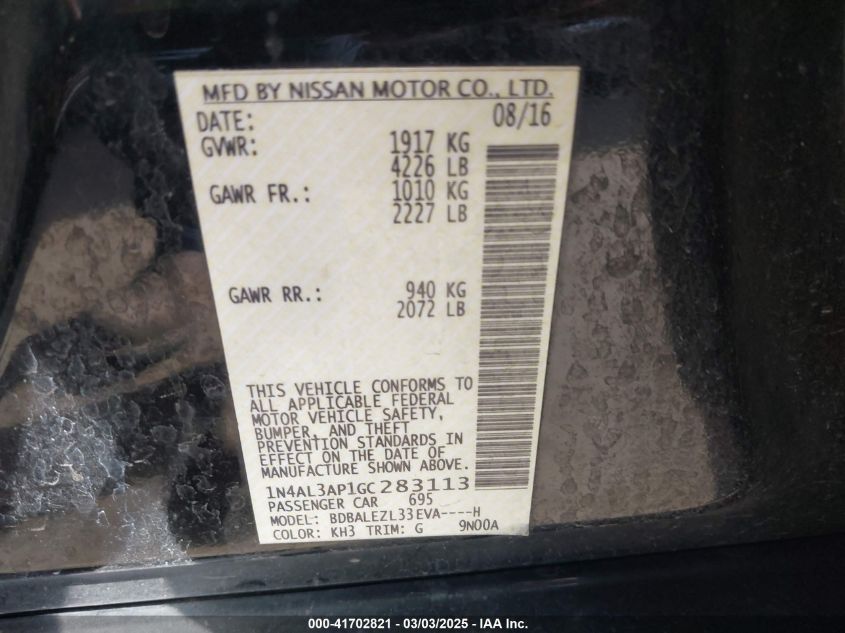 MFD BY NISSAN MOTOR CO., LTD.
DATE: 08/16
GVWR: 1917 KG
4226 LB
GAWR FR.: 1010 KG
2227 LB
GAWR RR.: 940 KG
2072 LB
THIS VEHICLE CONFORMS TO
ALL APPLICABLE FEDERAL
MOTOR VEHICLE SAFETY,
BUMPER, AND THEFT
PREVENTION STANDARDS IN
EFFECT ON THE DATE OF
MANUFACTURE SHOWN ABOVE.
1N4AL3AP1GC283113
PASSENGER CAR 695
MODEL: BDBALEZL33EVA----H
COLOR: KH3 TRIM: G 9N00A
000-41702821 - 03/03/2025 - IAA Inc.